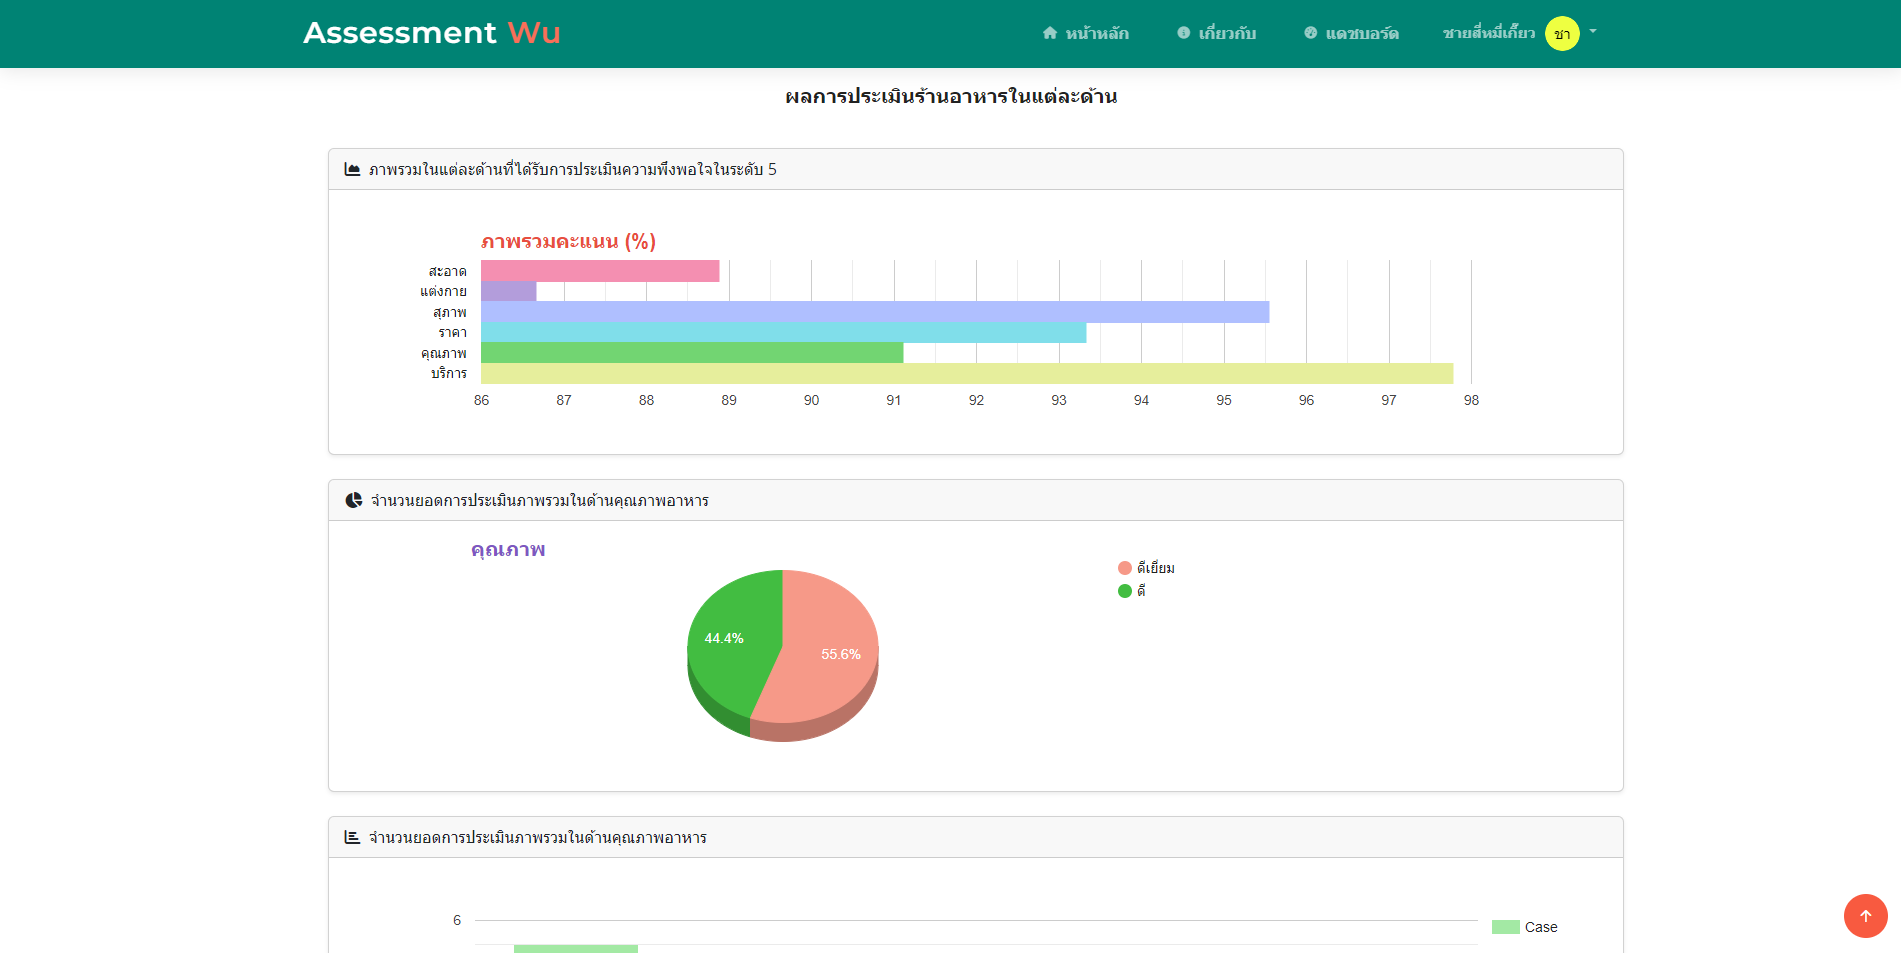 Assessment Wu
หน้าหลัก เกี่ยวกับ แดชบอร์ด ชายสี่หมี่เกี๊ยว ชา
ผลการประเมินร้านอาหารในแต่ละด้าน
ภาพรวมในแต่ละด้านที่ได้รับการประเมินความพึงพอใจในระดับ 5
ภาพรวมคะแนน (%)
สะอาด
แต่งกาย
สุภาพ
ราคา
คุณภาพ
บริการ
86 87 88 89 90 91 92 93 94 95 96 97 98
จำนวนยอดการประเมินภาพรวมในด้านคุณภาพอาหาร
คุณภาพ
ดีเยี่ยม
ดี
44.4%
55.6%
จำนวนยอดการประเมินภาพรวมในด้านคุณภาพอาหาร
6
Case